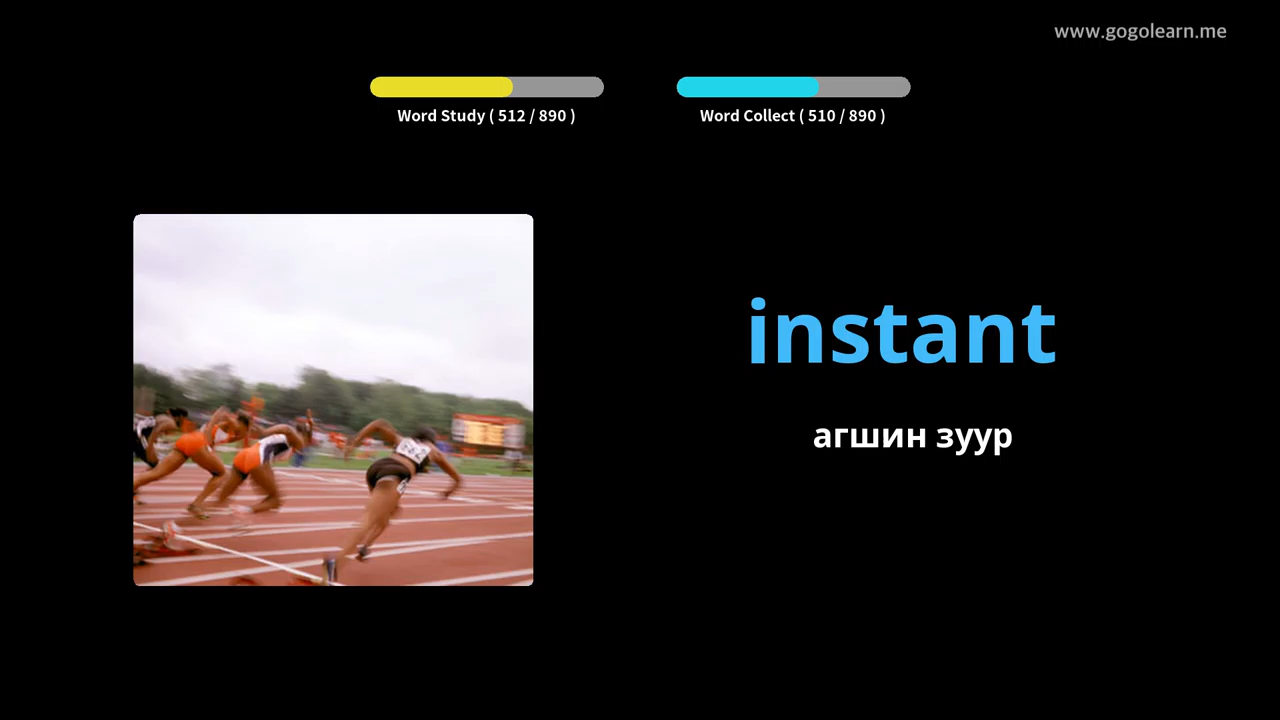 www.gogolearn.me
Word Study ( 512 / 890 )
Word Collect ( 510 / 890 )
instant
агшин зуур